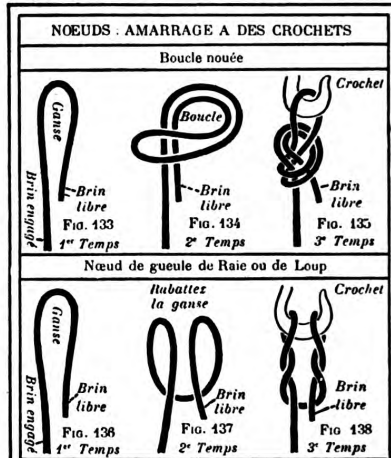 NŒUDS : AMARRAGE A DES CROCHETS
Boucle nouée
Ganse
Brin engagé
Brin
libre
FIG. 133
1er Temps
Boucle
Brin
libre
FIG. 134
2e Temps
Crochet
Brin
libre
FIG. 135
3e Temps
Nœud de gueule de Raie ou de Loup
Ganse
Brin engagé
Brin
libre
FIG. 136
1er Temps
Rabattez
la ganse
Brin
libre
FIG. 137
2e Temps
Crochet
Brin
libre
FIG 138
3e Temps